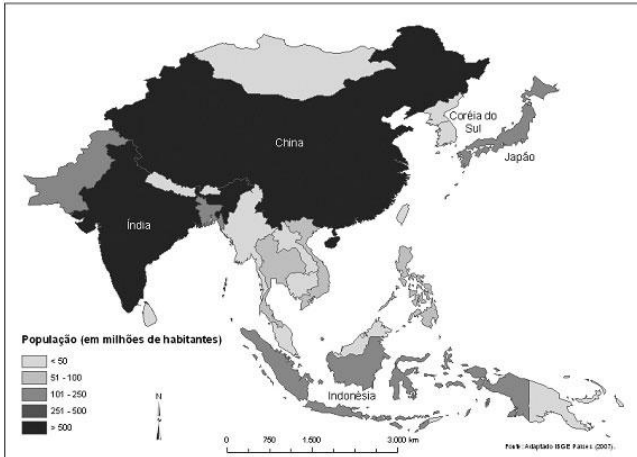 Coréia do
Sul
China
Japão
Índia
Indonésia
População (em milhões de habitantes)
< 50
51 - 100
101 - 250
251 - 500
> 500
N
0 750 1.500 3.000 km
Fonte: Adaptado IBGE Países (2007).